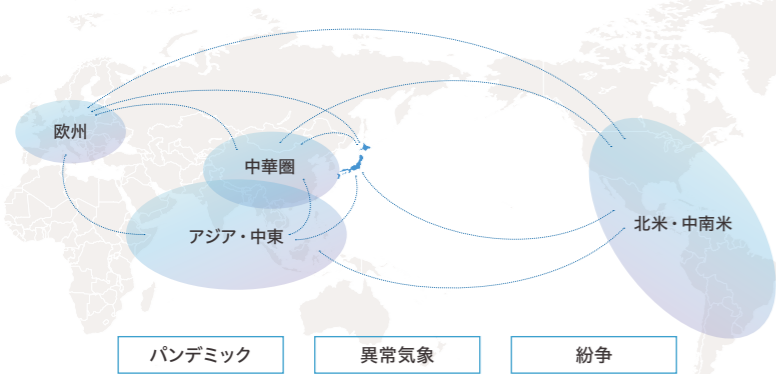 欧州
中華圏
アジア・中東
北米・中南米
パンデミック
異常気象
紛争